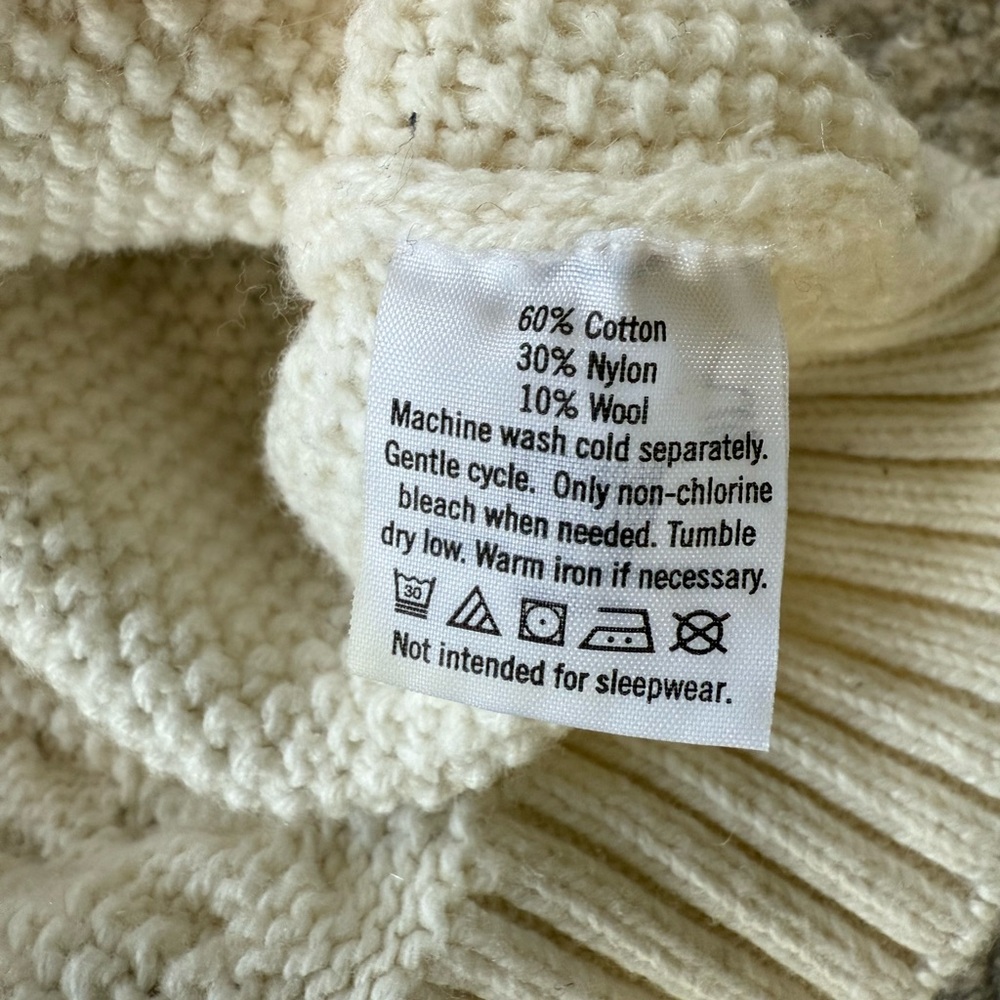 60% Cotton
30% Nylon
10% Wool
Machine wash cold separately.
Gentle cycle. Only non-chlorine
bleach when needed. Tumble
dry low. Warm iron if necessary.
30
Not intended for sleepwear.